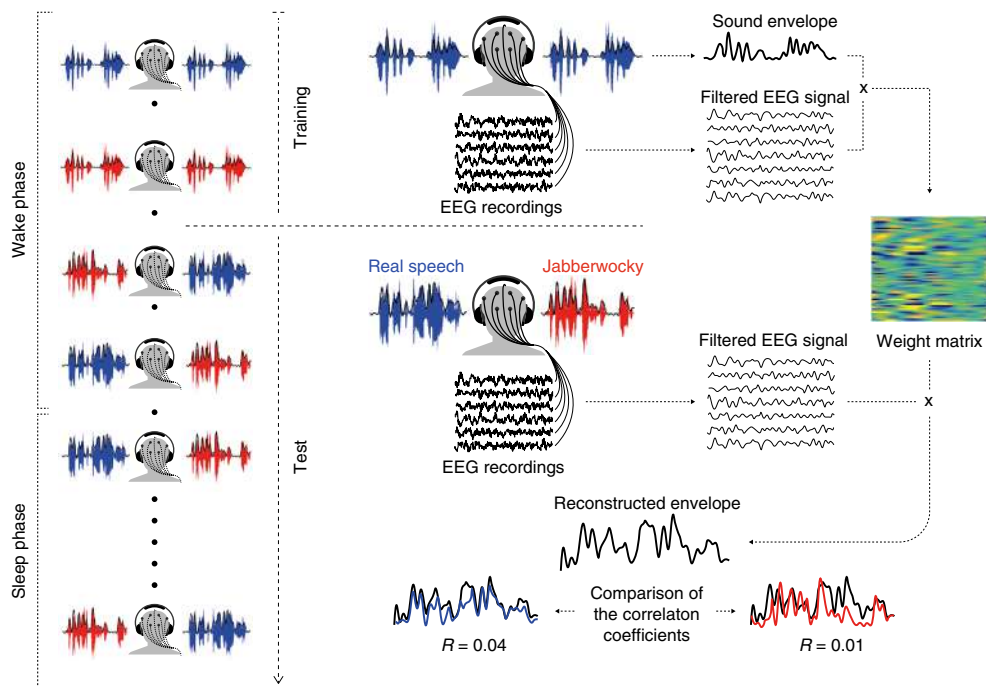 Wake phase
Sleep phase
Training
Test
EEG recordings
Sound envelope
x
Filtered EEG signal
Real speech
Jabberwocky
EEG recordings
Filtered EEG signal
Weight matrix
x
Reconstructed envelope
Comparison of
the correlaton
coefficients
R = 0.04
R = 0.01